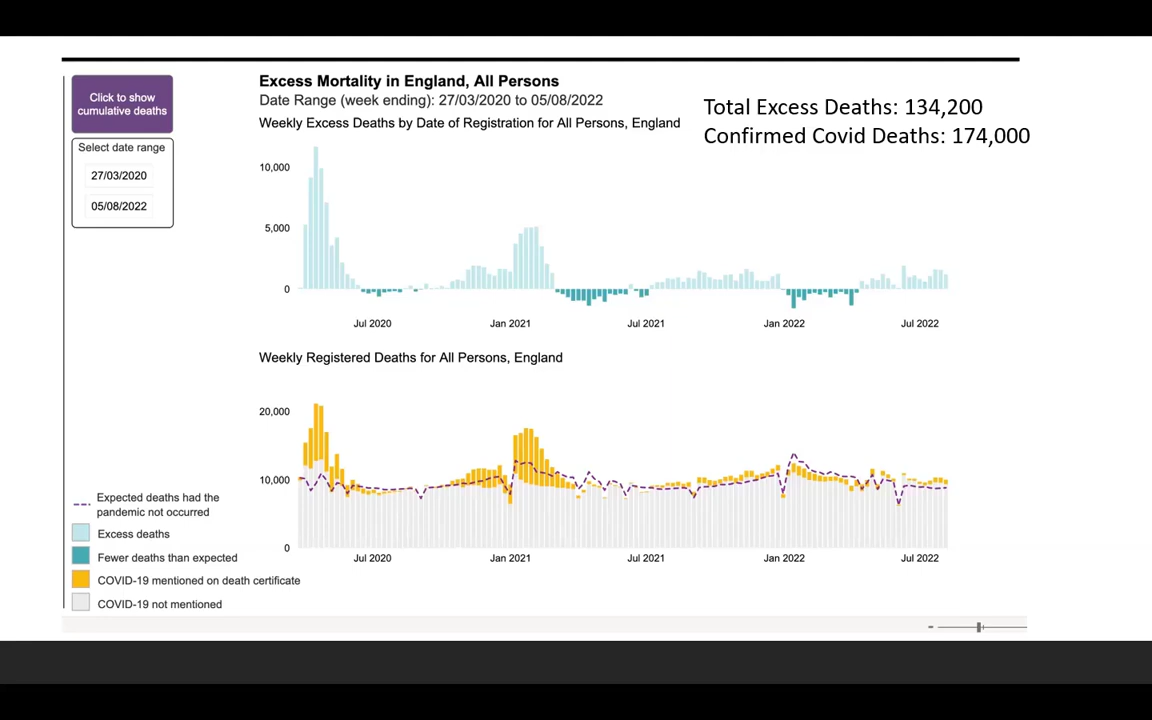 Click to show
cumulative deaths
Select date range
27/03/2020
05/08/2022
Excess Mortality in England, All Persons
Date Range (week ending): 27/03/2020 to 05/08/2022
Weekly Excess Deaths by Date of Registration for All Persons, England
Total Excess Deaths: 134,200
Confirmed Covid Deaths: 174,000
10,000
5,000
0
Jul 2020
Jan 2021
Jul 2021
Jan 2022
Jul 2022
Weekly Registered Deaths for All Persons, England
20,000
10,000
0
Jul 2020
Jan 2021
Jul 2021
Jan 2022
Jul 2022
Expected deaths had the
pandemic not occurred
Excess deaths
Fewer deaths than expected
COVID-19 mentioned on death certificate
COVID-19 not mentioned